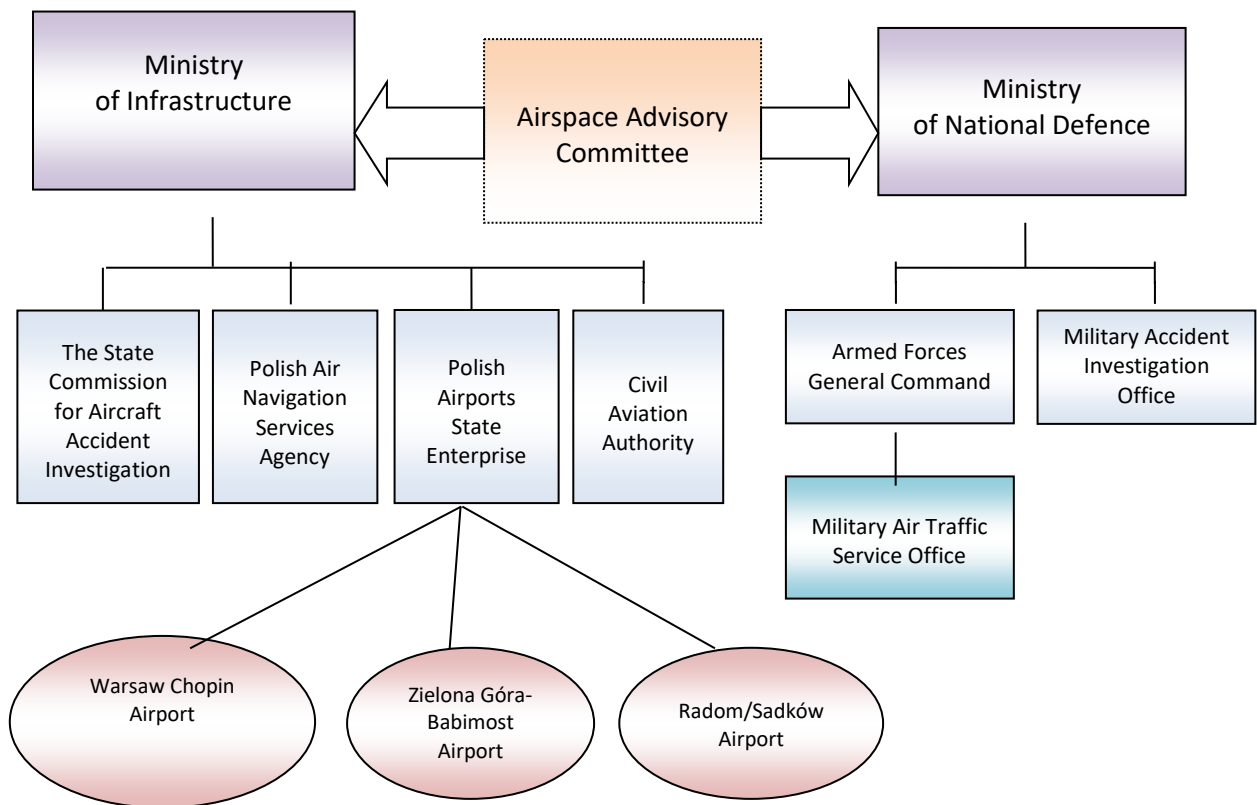 Ministry
of Infrastructure
Airspace Advisory
Committee
Ministry
of National Defence
The State
Commission
for Aircraft
Accident
Investigation
Polish Air
Navigation
Services
Agency
Polish
Airports
State
Enterprise
Civil
Aviation
Authority
Armed Forces
General Command
Military Accident
Investigation
Office
Military Air Traffic
Service Office
Warsaw Chopin
Airport
Zielona Góra-
Babimost
Airport
Radom/Sadków
Airport